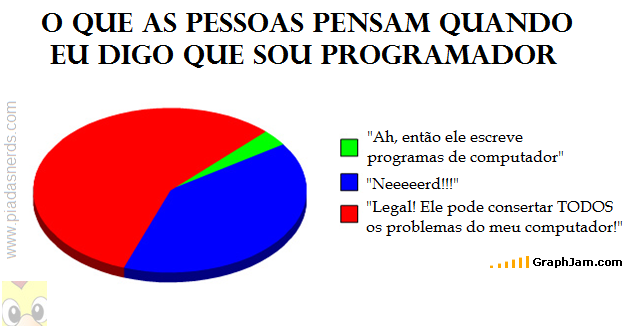 O QUE AS PESSOAS PENSAM QUANDO
EU DIGO QUE SOU PROGRAMADOR
www.piadasnerds.com
"Ah, então ele escreve
programas de computador"
"Neeeeerd!!!"
"Legal! Ele pode consertar TODOS
os problemas do meu computador!"
GraphJam.com